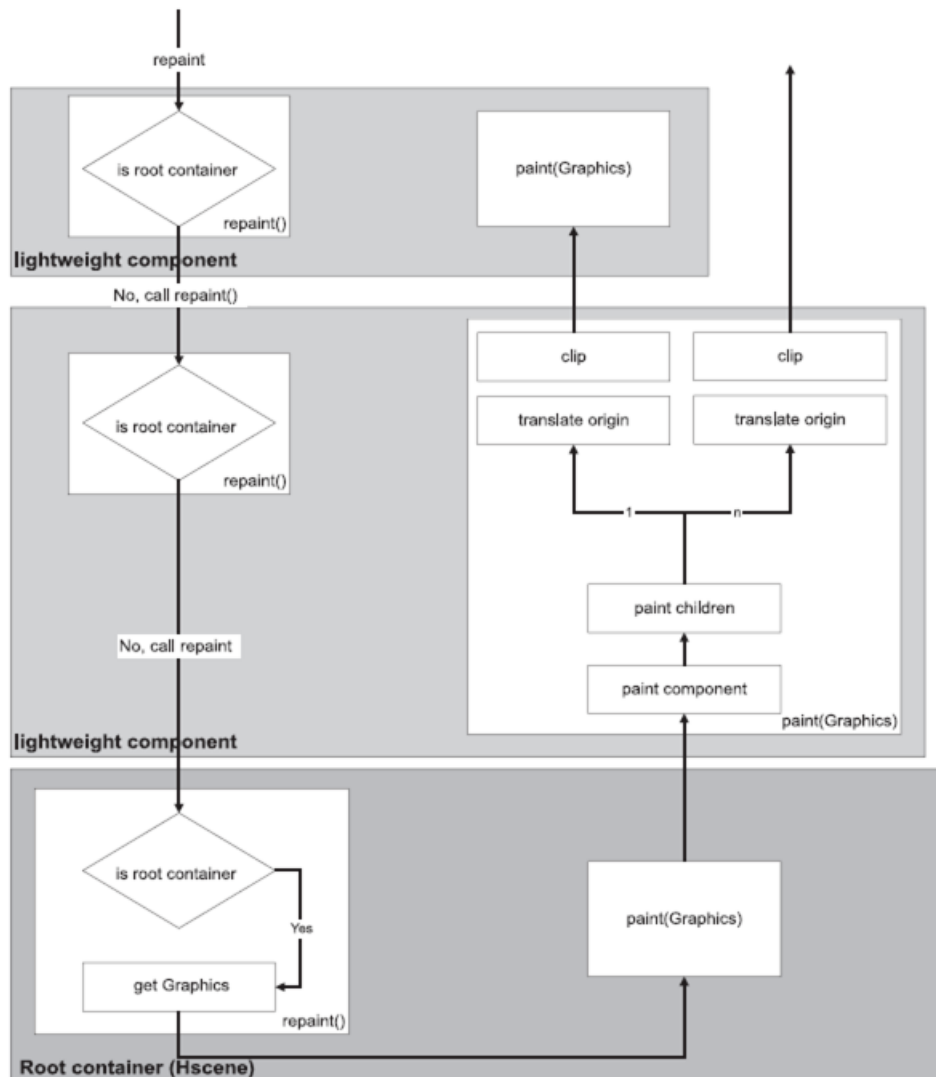 repaint
is root container
paint(Graphics)
repaint()
lightweight component
No, call repaint()
clip
clip
is root container
translate origin
translate origin
repaint()
1
n
paint children
No, call repaint
paint component
paint(Graphics)
lightweight component
is root container
Yes
paint(Graphics)
get Graphics
repaint()
Root container (Hscene)